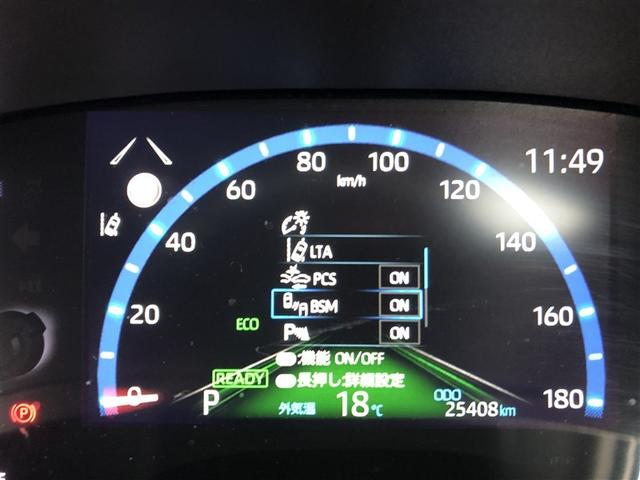 11:49
80
100
km/h
60
120
40
140
LTA
PCS ON
BSM ON
20
160
ECO
P ON
:機能 ON/OFF
READY
長押し:詳細設定
0
P
外気温 18℃
ODO
25408km
180
P